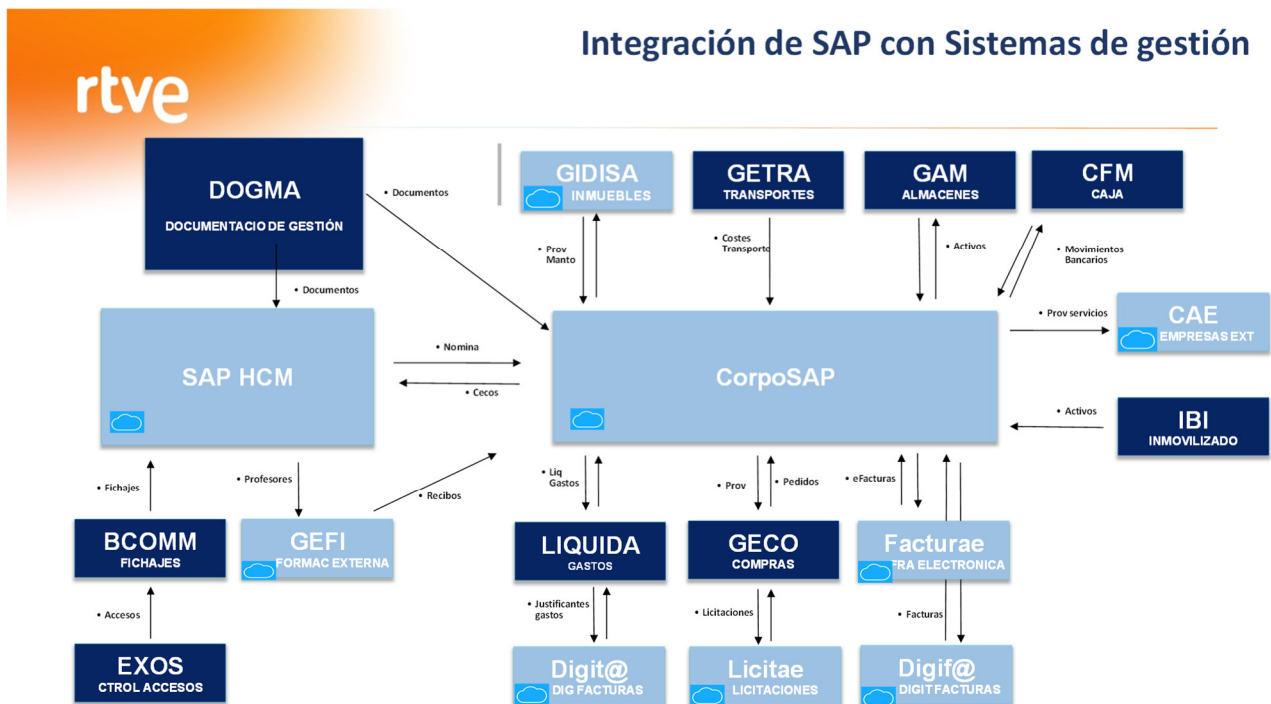 Integración de SAP con Sistemas de gestión
rtve
DOGMA
DOCUMENTACIO DE GESTIÓN
• Documentos
GIDISA
INMUEBLES
GETRA
TRANSPORTES
GAM
ALMACENES
CFM
CAJA
• Prov
Manto
• Costes
Transporte
• Activos
• Movimientos
Bancarios
• Documentos
SAP HCM
• Nomina
• Cecos
CorpoSAP
• Prov servicios
CAE
EMPRESAS EXT
• Activos
IBI
INMOVILIZADO
• Fichajes
• Profesores
• Recibos
• Liq
Gastos
• Prov
• Pedidos
• eFacturas
BCOMM
FICHAJES
GEFI
FORMAC EXTERNA
LIQUIDA
GASTOS
GECO
COMPRAS
Facturae
FRA ELECTRONICA
• Accesos
• Justificantes
gastos
• Licitaciones
• Facturas
EXOS
CTROL ACCESOS
Digit@
DIG FACTURAS
Licitae
LICITACIONES
Digif@
DIGIT FACTURAS